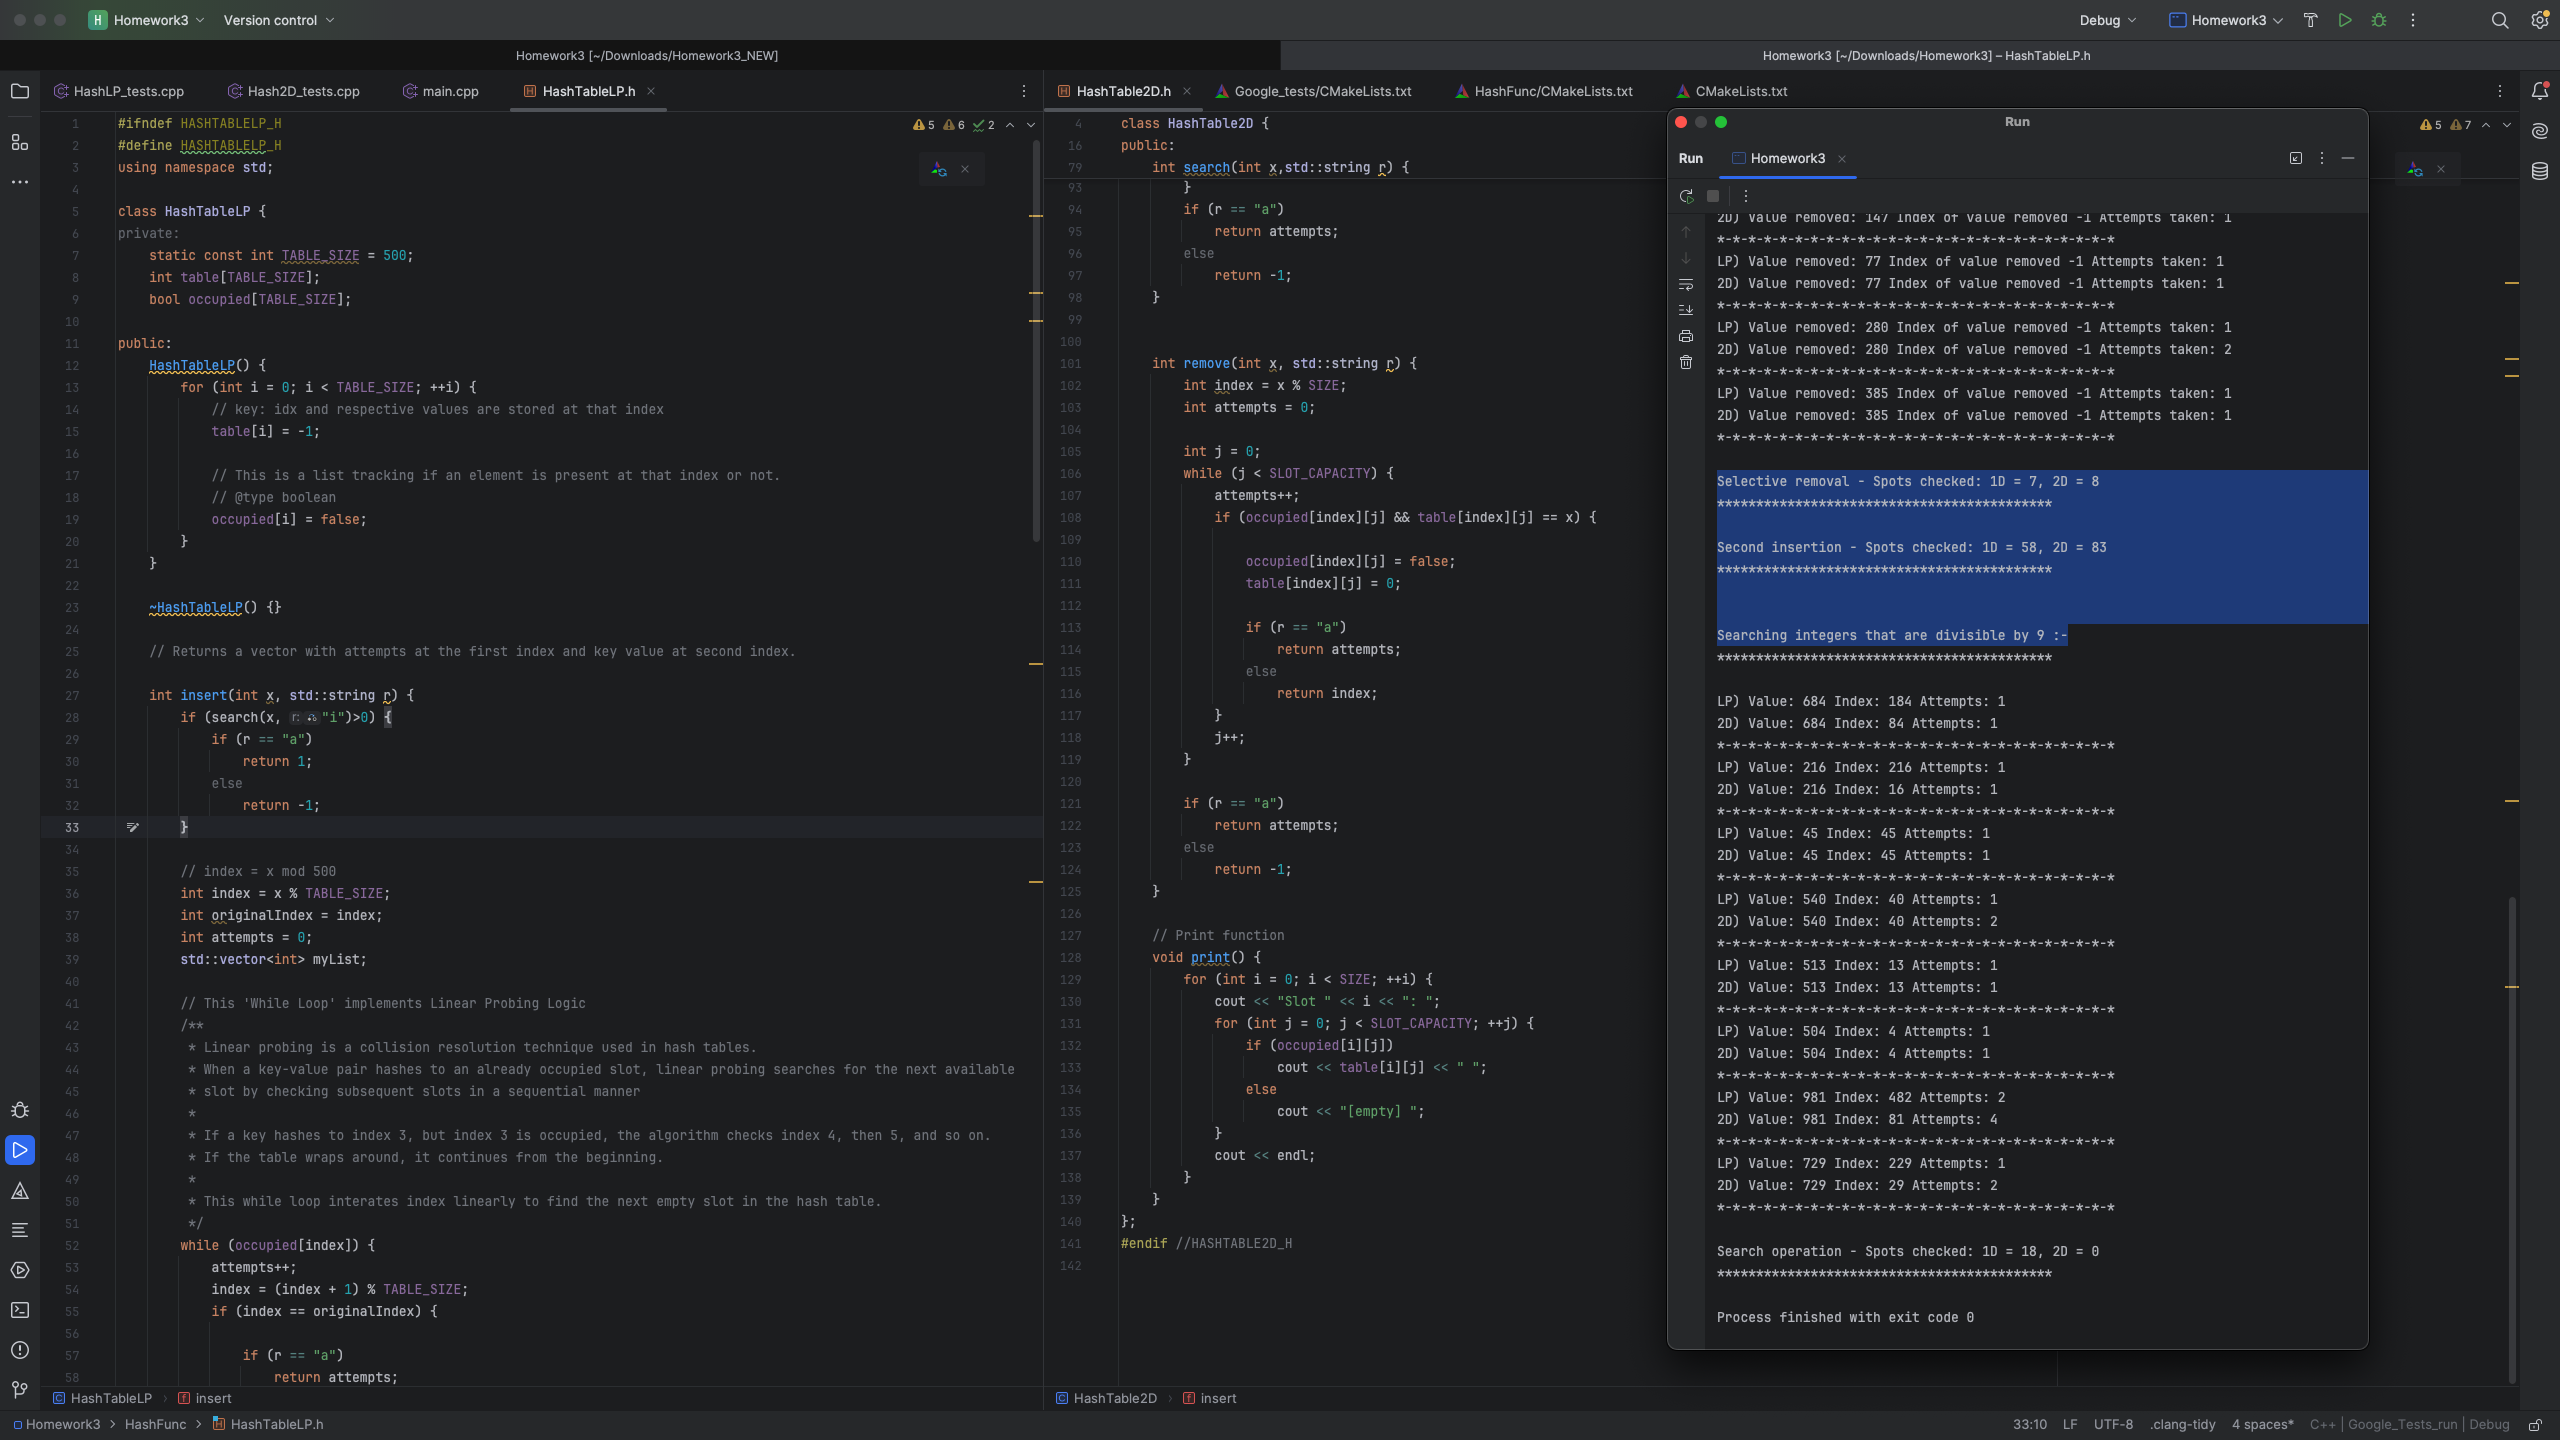 H Homework3 Version control Debug Homework3
Homework3 [~/Downloads/Homework3_NEW] Homework3 [~/Downloads/Homework3] – HashTableLP.h
HashLP_tests.cpp Hash2D_tests.cpp main.cpp HashTableLP.h
5 6 2
1 #ifndef HASHTABLELP_H
2 #define HASHTABLELP_H
3 using namespace std;
4
5 class HashTableLP {
6 private:
7 static const int TABLE_SIZE = 500;
8 int table[TABLE_SIZE];
9 bool occupied[TABLE_SIZE];
10
11 public:
12 HashTableLP() {
13 for (int i = 0; i < TABLE_SIZE; ++i) {
14 // key: idx and respective values are stored at that index
15 table[i] = -1;
16
17 // This is a list tracking if an element is present at that index or not.
18 // @type boolean
19 occupied[i] = false;
20 }
21 }
22
23 ~HashTableLP() {}
24
25 // Returns a vector with attempts at the first index and key value at second index.
26
27 int insert(int x, std::string r) {
28 if (search(x, r: "i")>0) {
29 if (r == "a")
30 return 1;
31 else
32 return -1;
33 }
34
35 // index = x mod 500
36 int index = x % TABLE_SIZE;
37 int originalIndex = index;
38 int attempts = 0;
39 std::vector<int> myList;
40
41 // This 'While Loop' implements Linear Probing Logic
42 /**
43 * Linear probing is a collision resolution technique used in hash tables.
44 * When a key-value pair hashes to an already occupied slot, linear probing searches for the next available
45 * slot by checking subsequent slots in a sequential manner
46 *
47 * If a key hashes to index 3, but index 3 is occupied, the algorithm checks index 4, then 5, and so on.
48 * If the table wraps around, it continues from the beginning.
49 *
50 * This while loop interates index linearly to find the next empty slot in the hash table.
51 */
52 while (occupied[index]) {
53 attempts++;
54 index = (index + 1) % TABLE_SIZE;
55 if (index == originalIndex) {
56
57 if (r == "a")
58 return attempts;
HashTableLP insert
HashTable2D.h Google_tests/CMakeLists.txt HashFunc/CMakeLists.txt CMakeLists.txt
5 7
4 class HashTable2D {
16 public:
79 int search(int x,std::string r) {
93 }
94 if (r == "a")
95 return attempts;
96 else
97 return -1;
98 }
99
100
101 int remove(int x, std::string r) {
102 int index = x % SIZE;
103 int attempts = 0;
104
105 int j = 0;
106 while (j < SLOT_CAPACITY) {
107 attempts++;
108 if (occupied[index][j] && table[index][j] == x) {
109
110 occupied[index][j] = false;
111 table[index][j] = 0;
112
113 if (r == "a")
114 return attempts;
115 else
116 return index;
117 }
118 j++;
119 }
120
121 if (r == "a")
122 return attempts;
123 else
124 return -1;
125 }
126
127 // Print function
128 void print() {
129 for (int i = 0; i < SIZE; ++i) {
130 cout << "Slot " << i << ": ";
131 for (int j = 0; j < SLOT_CAPACITY; ++j) {
132 if (occupied[i][j])
133 cout << table[i][j] << " ";
134 else
135 cout << "[empty] ";
136 }
137 cout << endl;
138 }
139 }
140 };
141 #endif //HASHTABLE2D_H
142
HashTable2D insert
Run
Run Homework3
2D) Value removed: 147 Index of value removed -1 Attempts taken: 1
*-*-*-*-*-*-*-*-*-*-*-*-*-*-*-*-*-*-*-*-*-*-*-*-*-*
LP) Value removed: 77 Index of value removed -1 Attempts taken: 1
2D) Value removed: 77 Index of value removed -1 Attempts taken: 1
*-*-*-*-*-*-*-*-*-*-*-*-*-*-*-*-*-*-*-*-*-*-*-*-*-*
LP) Value removed: 280 Index of value removed -1 Attempts taken: 1
2D) Value removed: 280 Index of value removed -1 Attempts taken: 2
*-*-*-*-*-*-*-*-*-*-*-*-*-*-*-*-*-*-*-*-*-*-*-*-*-*
LP) Value removed: 385 Index of value removed -1 Attempts taken: 1
2D) Value removed: 385 Index of value removed -1 Attempts taken: 1
*-*-*-*-*-*-*-*-*-*-*-*-*-*-*-*-*-*-*-*-*-*-*-*-*-*
Selective removal - Spots checked: 1D = 7, 2D = 8
*******************************************
Second insertion - Spots checked: 1D = 58, 2D = 83
*******************************************
Searching integers that are divisible by 9 :-
*******************************************
LP) Value: 684 Index: 184 Attempts: 1
2D) Value: 684 Index: 84 Attempts: 1
*-*-*-*-*-*-*-*-*-*-*-*-*-*-*-*-*-*-*-*-*-*-*-*-*-*
LP) Value: 216 Index: 216 Attempts: 1
2D) Value: 216 Index: 16 Attempts: 1
*-*-*-*-*-*-*-*-*-*-*-*-*-*-*-*-*-*-*-*-*-*-*-*-*-*
LP) Value: 45 Index: 45 Attempts: 1
2D) Value: 45 Index: 45 Attempts: 1
*-*-*-*-*-*-*-*-*-*-*-*-*-*-*-*-*-*-*-*-*-*-*-*-*-*
LP) Value: 540 Index: 40 Attempts: 1
2D) Value: 540 Index: 40 Attempts: 2
*-*-*-*-*-*-*-*-*-*-*-*-*-*-*-*-*-*-*-*-*-*-*-*-*-*
LP) Value: 513 Index: 13 Attempts: 1
2D) Value: 513 Index: 13 Attempts: 1
*-*-*-*-*-*-*-*-*-*-*-*-*-*-*-*-*-*-*-*-*-*-*-*-*-*
LP) Value: 504 Index: 4 Attempts: 1
2D) Value: 504 Index: 4 Attempts: 1
*-*-*-*-*-*-*-*-*-*-*-*-*-*-*-*-*-*-*-*-*-*-*-*-*-*
LP) Value: 981 Index: 482 Attempts: 2
2D) Value: 981 Index: 81 Attempts: 4
*-*-*-*-*-*-*-*-*-*-*-*-*-*-*-*-*-*-*-*-*-*-*-*-*-*
LP) Value: 729 Index: 229 Attempts: 1
2D) Value: 729 Index: 29 Attempts: 2
*-*-*-*-*-*-*-*-*-*-*-*-*-*-*-*-*-*-*-*-*-*-*-*-*-*
Search operation - Spots checked: 1D = 18, 2D = 0
*******************************************
Process finished with exit code 0
Homework3 > HashFunc > HashTableLP.h 33:10 LF UTF-8 .clang-tidy 4 spaces* C++ | Google_Tests_run | Debug